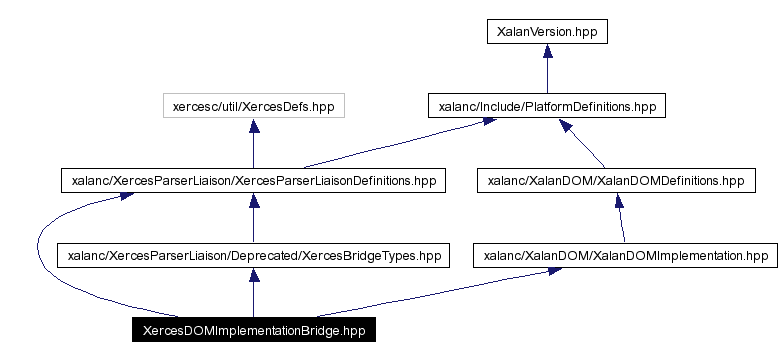 XalanVersion.hpp
xercesc/util/XercesDefs.hpp
xalanc/Include/PlatformDefinitions.hpp
xalanc/XercesParserLiaison/XercesParserLiaisonDefinitions.hpp
xalanc/XalanDOM/XalanDOMDefinitions.hpp
xalanc/XercesParserLiaison/Deprecated/XercesBridgeTypes.hpp
xalanc/XalanDOM/XalanDOMImplementation.hpp
XercesDOMImplementationBridge.hpp